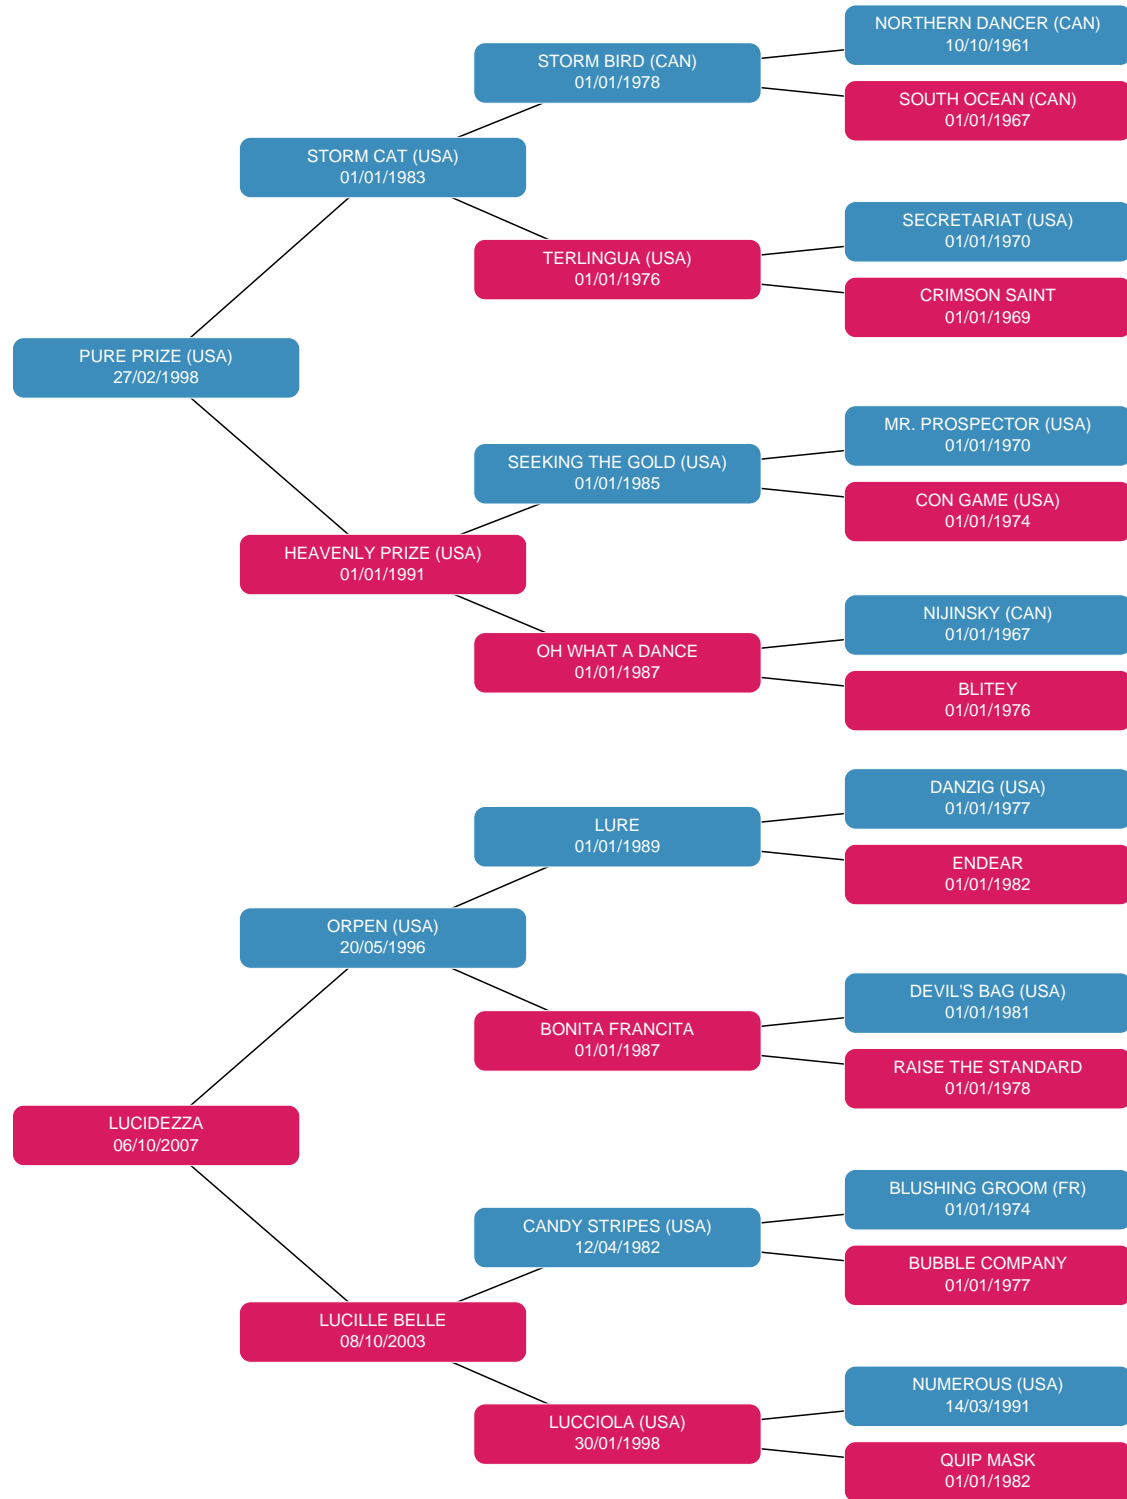 NORTHERN DANCER (CAN)
10/10/1961
STORM BIRD (CAN)
01/01/1978
SOUTH OCEAN (CAN)
01/01/1967
STORM CAT (USA)
01/01/1983
SECRETARIAT (USA)
01/01/1970
TERLINGUA (USA)
01/01/1976
CRIMSON SAINT
01/01/1969
PURE PRIZE (USA)
27/02/1998
MR. PROSPECTOR (USA)
01/01/1970
SEEKING THE GOLD (USA)
01/01/1985
CON GAME (USA)
01/01/1974
HEAVENLY PRIZE (USA)
01/01/1991
NIJINSKY (CAN)
01/01/1967
OH WHAT A DANCE
01/01/1987
BLITEY
01/01/1976
DANZIG (USA)
01/01/1977
LURE
01/01/1989
ENDEAR
01/01/1982
ORPEN (USA)
20/05/1996
DEVIL'S BAG (USA)
01/01/1981
BONITA FRANCITA
01/01/1987
RAISE THE STANDARD
01/01/1978
LUCIDEZZA
06/10/2007
BLUSHING GROOM (FR)
01/01/1974
CANDY STRIPES (USA)
12/04/1982
BUBBLE COMPANY
01/01/1977
LUCILLE BELLE
08/10/2003
NUMEROUS (USA)
14/03/1991
LUCCIOLA (USA)
30/01/1998
QUIP MASK
01/01/1982